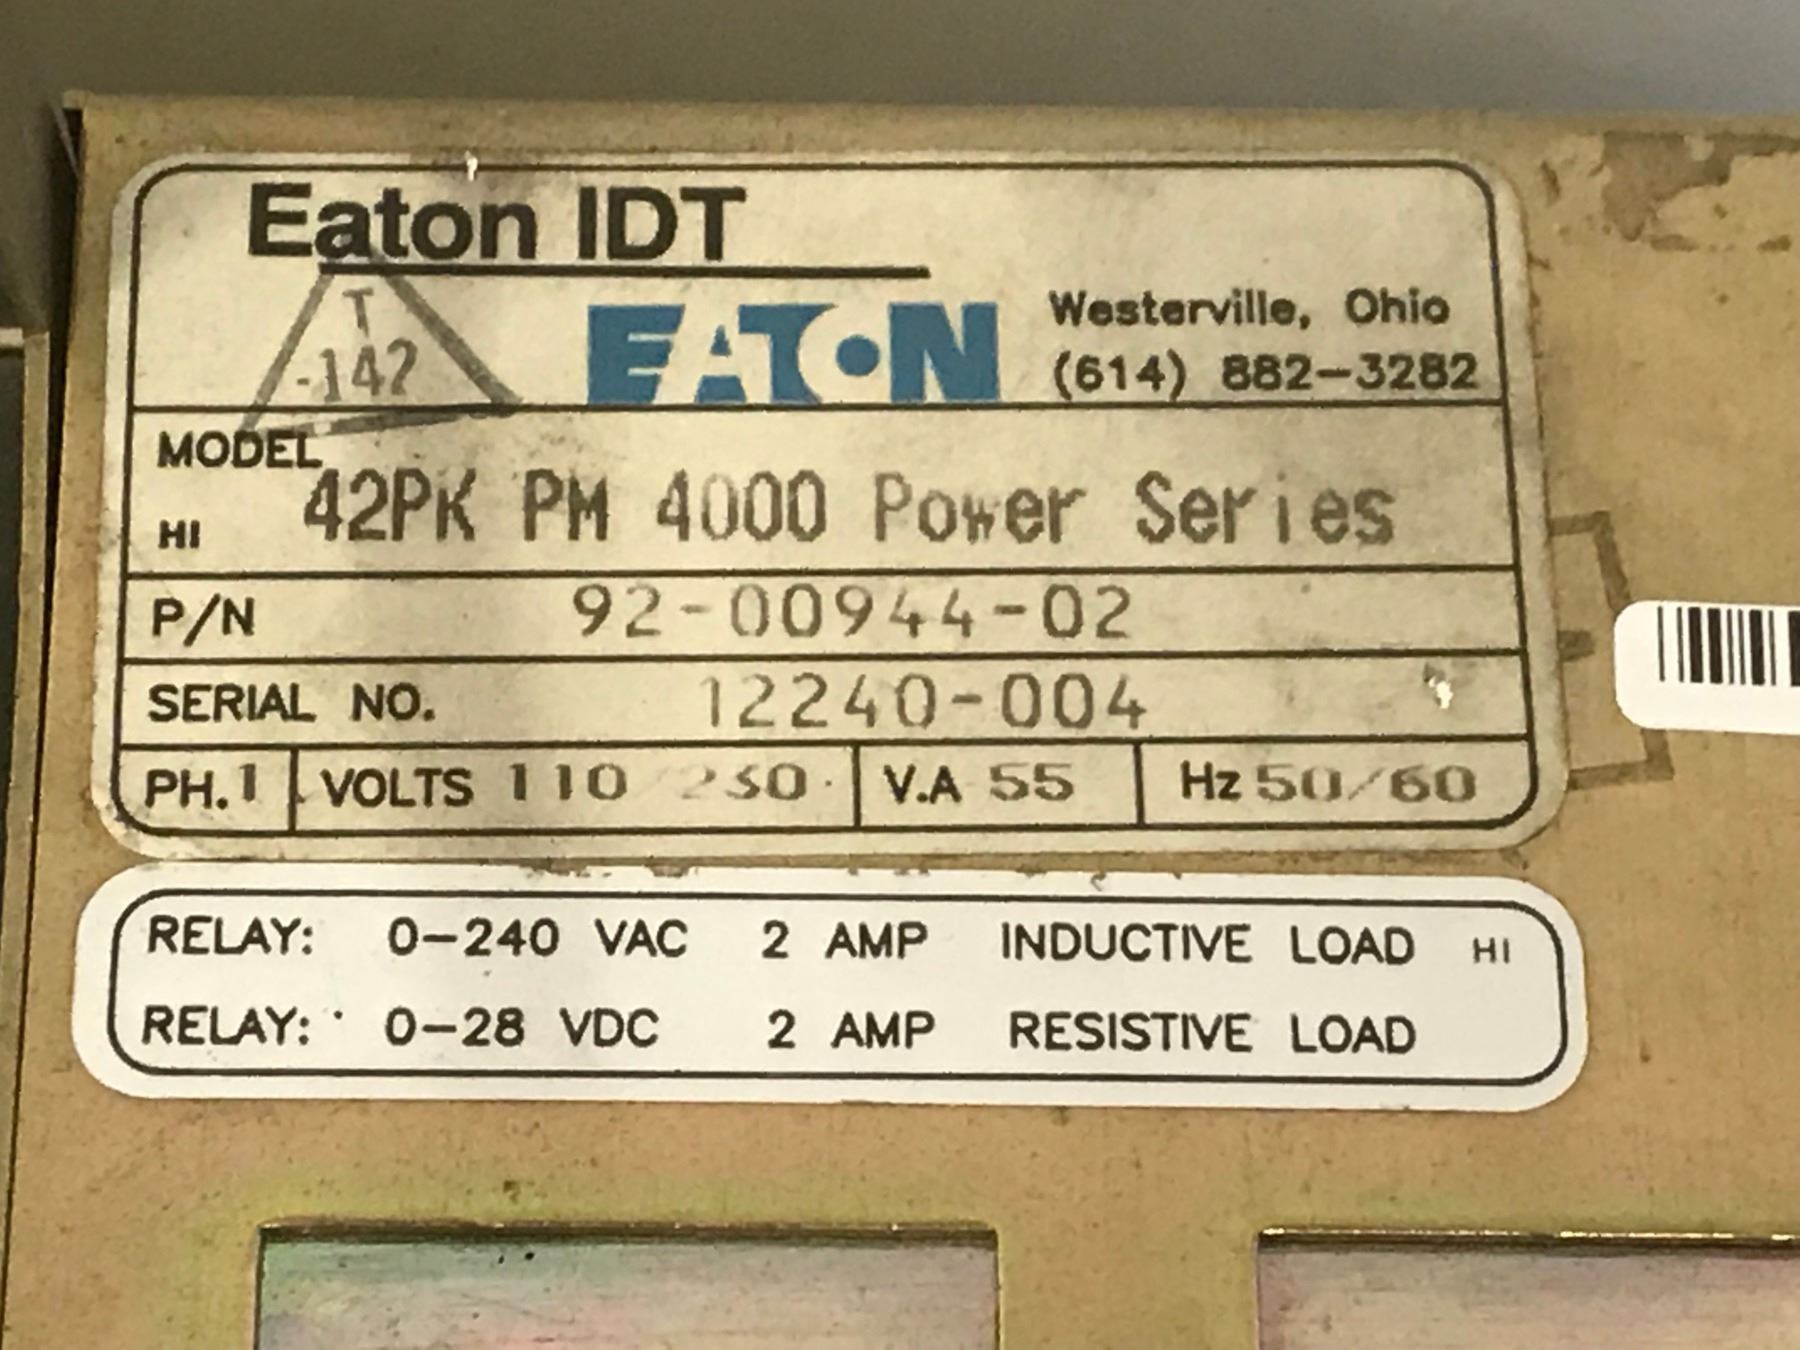 Eaton IDT
T
-142
EATON
Westerville, Ohio
(614) 882-3282
MODEL
HI
42PK PM 4000 Power Series
P/N 92-00944-02
SERIAL NO. 12240-004
PH. 1 VOLTS 110/230 V.A 55 Hz 50/60
RELAY: 0-240 VAC 2 AMP INDUCTIVE LOAD HI
RELAY: 0-28 VDC 2 AMP RESISTIVE LOAD